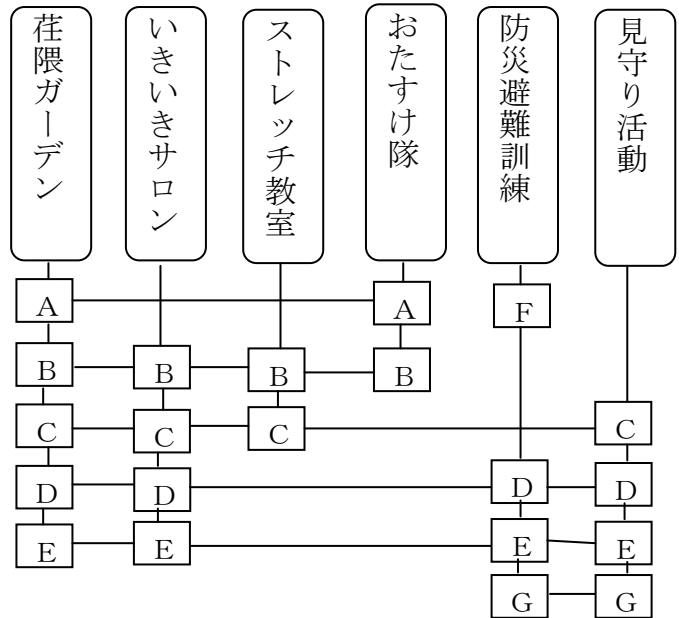 荏隈ガーデン
いきいきサロン
ストレッチ教室
おたすけ隊
防災避難訓練
見守り活動
A A F
B B B B
C C C C
D D D D
E E E E
G G